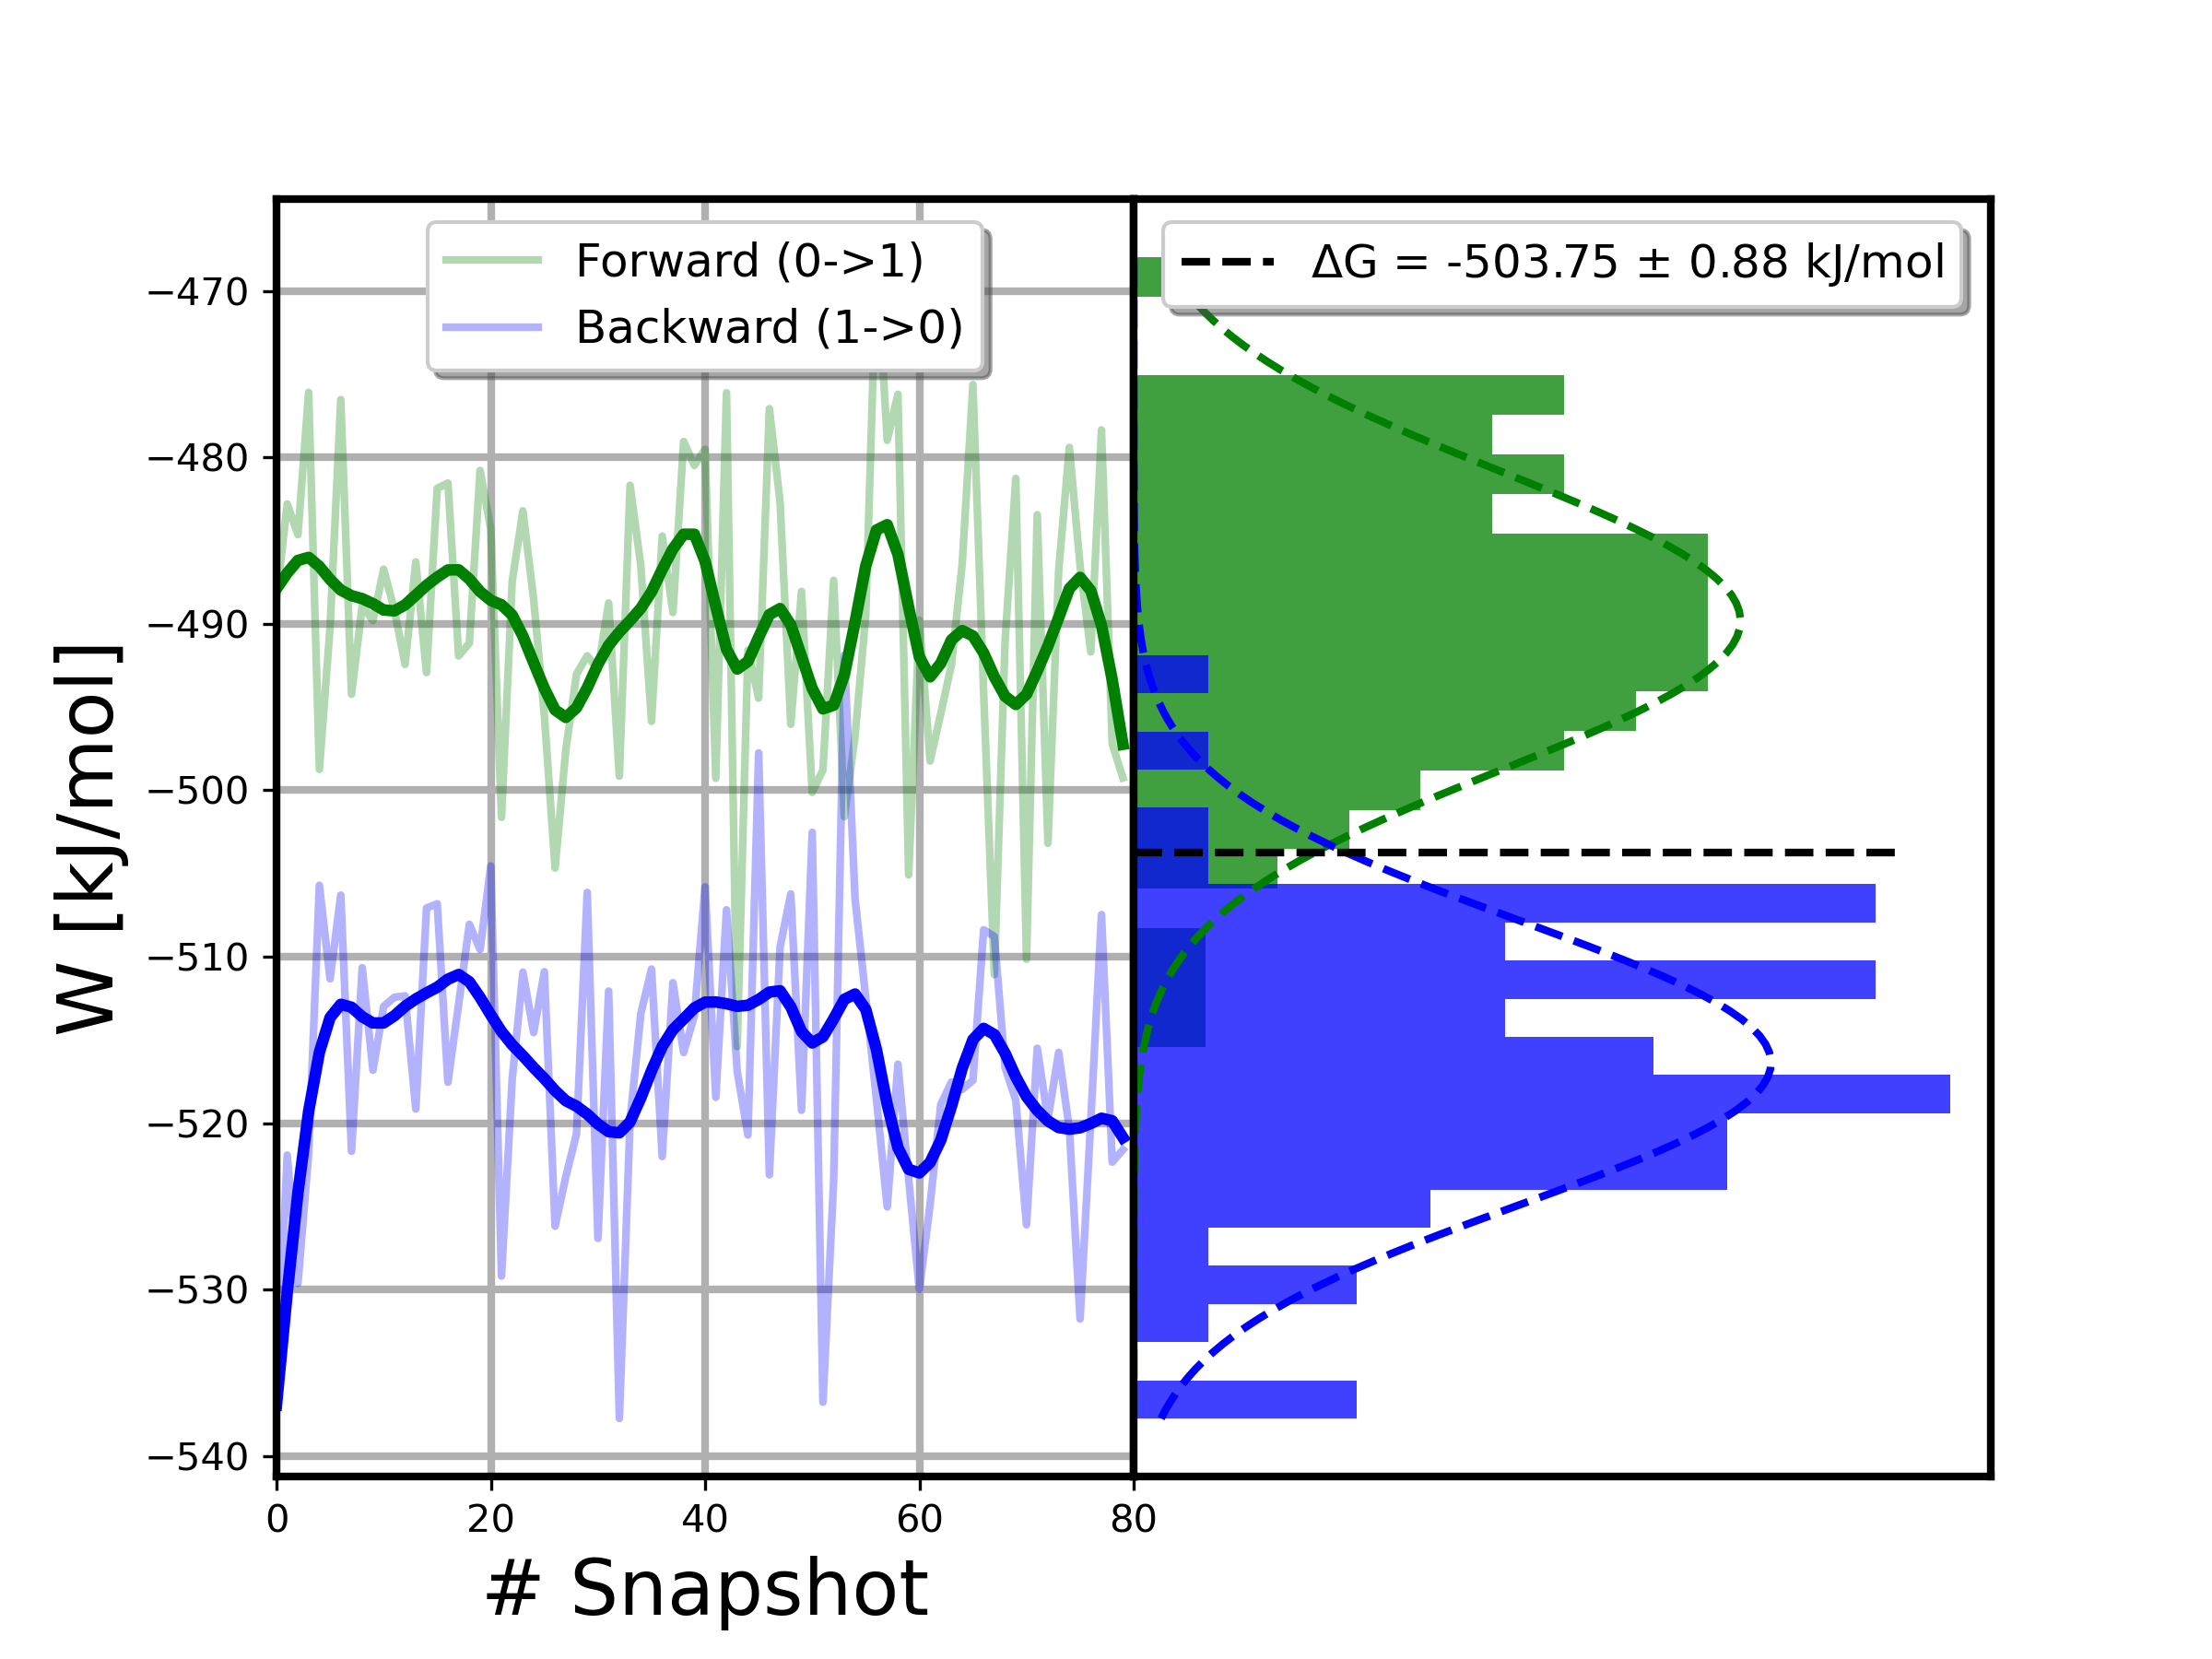 Forward (0->1)
Backward (1->0)
ΔG = -503.75 ± 0.88 kJ/mol
W [kJ/mol]
−470
−480
−490
−500
−510
−520
−530
−540
0 20 40 60 80
# Snapshot